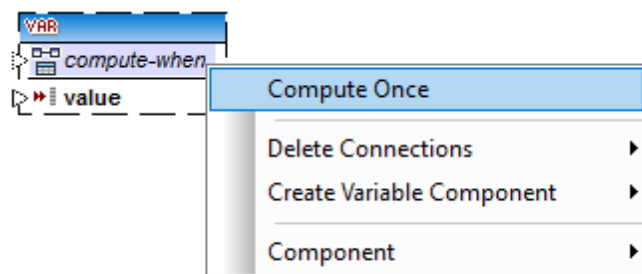 VAR
compute-when
value
Compute Once
Delete Connections
Create Variable Component
Component